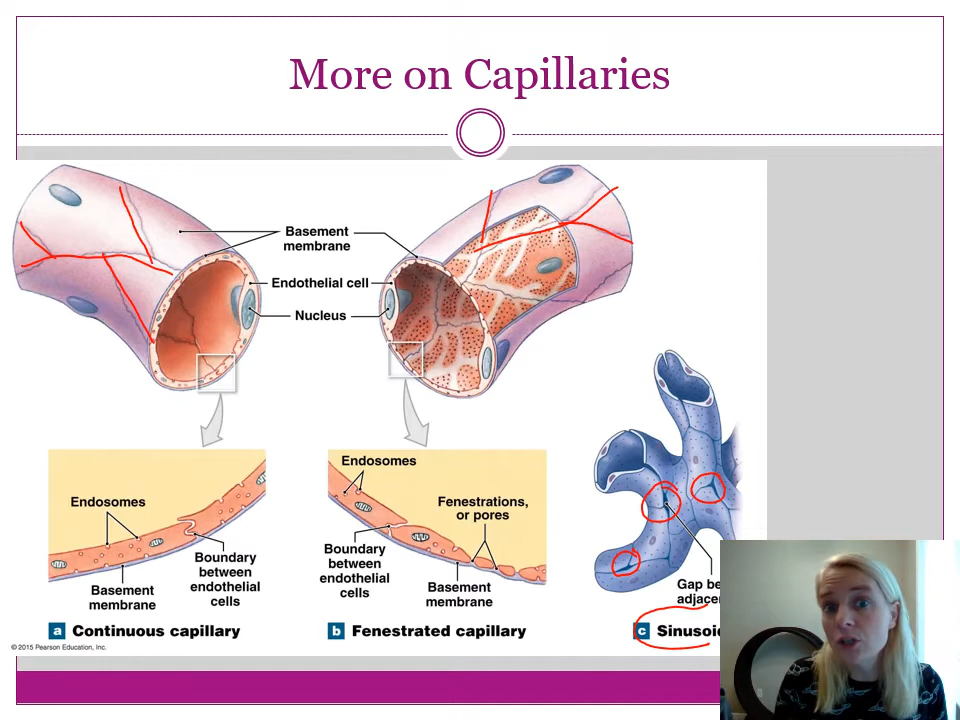 More on Capillaries
Basement
membrane
Endothelial cell
Nucleus
Endosomes
Boundary
between
endothelial
cells
Basement
membrane
a Continuous capillary
Endosomes
Fenestrations,
or pores
Boundary
between
endothelial
cells
Basement
membrane
b Fenestrated capillary
Gap be
adjacen
c Sinusoid
© 2015 Pearson Education, Inc.